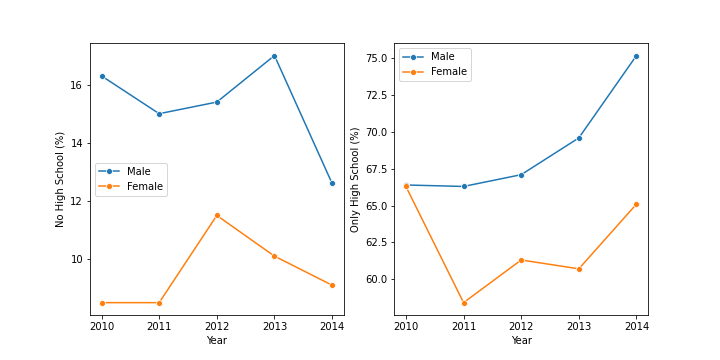 No High School (%)
16
14
12
10
Male
Female
2010 2011 2012 2013 2014
Year
Only High School (%)
75.0
72.5
70.0
67.5
65.0
62.5
60.0
Male
Female
2010 2011 2012 2013 2014
Year